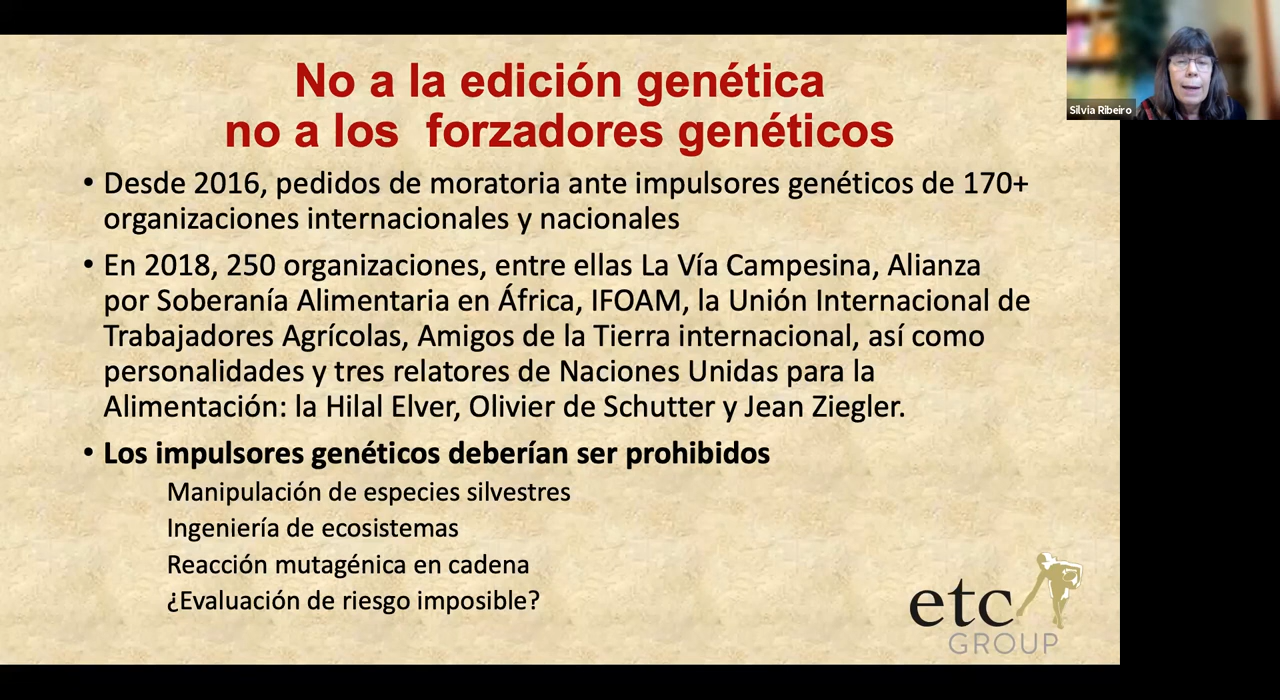 No a la edición genética
no a los  forzadores genéticos
• Desde 2016, pedidos de moratoria ante impulsores genéticos de 170+
organizaciones internacionales y nacionales
• En 2018, 250 organizaciones, entre ellas La Vía Campesina, Alianza
por Soberanía Alimentaria en África, IFOAM, la Unión Internacional de
Trabajadores Agrícolas, Amigos de la Tierra internacional, así como
personalidades y tres relatores de Naciones Unidas para la
Alimentación: la Hilal Elver, Olivier de Schutter y Jean Ziegler.
• Los impulsores genéticos deberían ser prohibidos
Manipulación de especies silvestres
Ingeniería de ecosistemas
Reacción mutagénica en cadena
¿Evaluación de riesgo imposible?
etc
GROUP
Silvia Ribeiro